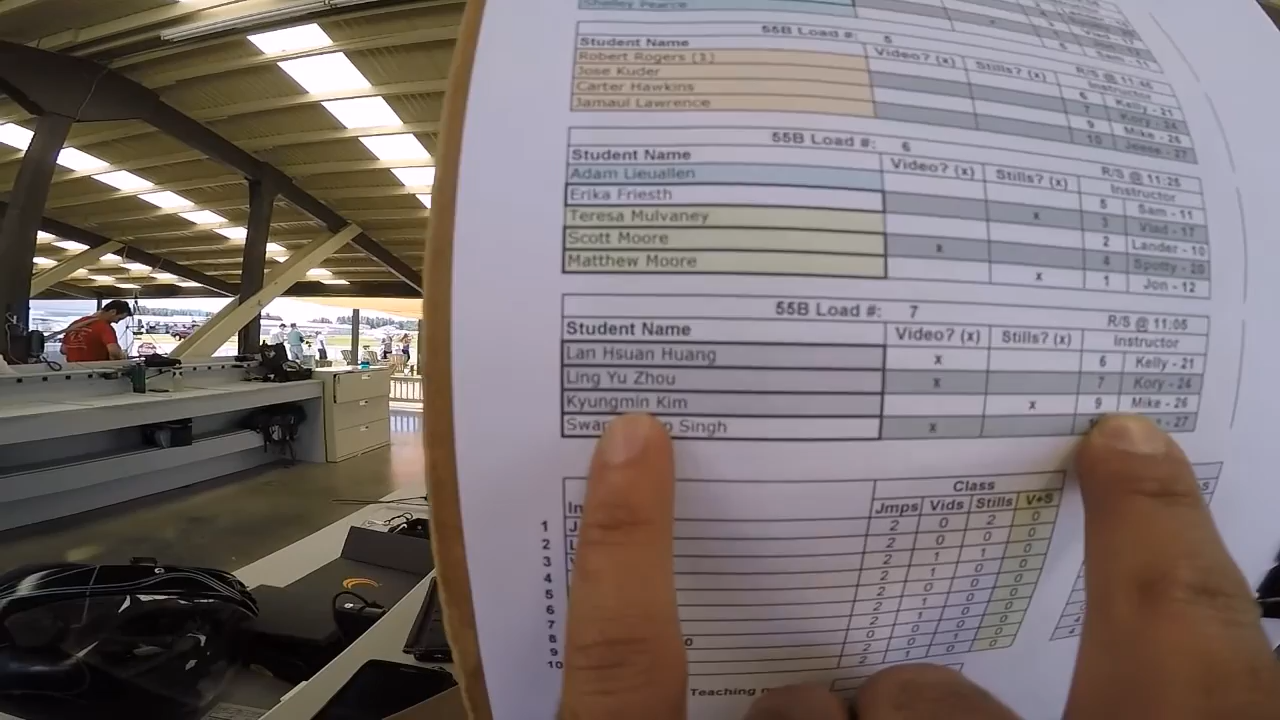 Shelley Pearce
55B Load #: 5
Student Name Video? (x) Stills? (x) R/S @
Robert Rogers (1) Instructor
Jose Kuder 6 Kelly - 21
Carter Hawkins 7 Kory - 24
Jamaul Lawrence 9 Mike - 26
10 - 27
55B Load #: 6
R/S @ 11:25
Student Name Video? (x) Stills? (x) Instructor
Adam Lieuallen 5 Sam - 11
Erika Friesth x 3 Vlad - 17
Teresa Mulvaney 2 Lander - 10
Scott Moore x 4 Spotty - 20
Matthew Moore x 1 Jon - 12
55B Load #: 7
R/S @ 11:05
Student Name Video? (x) Stills? (x) Instructor
Lan Hsuan Huang x 6 Kelly - 21
Ling Yu Zhou x 7 Kory - 24
Kyungmin Kim x 9 Mike - 26
Singh x - 27
Class
Jmps Vids Stills V+S
1 2 0 2 0
2 2 0 0 0
3 2 1 1 0
4 2 0 0 0
5 2 1 0 0
6 2 1 0 0
7 2 0 0 0
8 0 0 0 0
9 2 0 1 0
10 2 1 0
Teaching